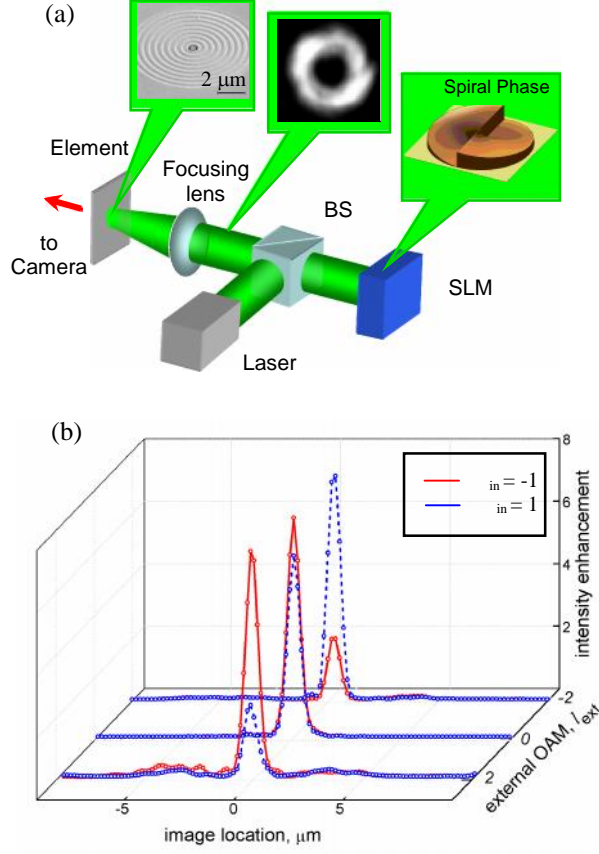 (a)
2 μm
Spiral Phase
Element
Focusing
lens
BS
to
Camera
SLM
Laser
(b)
in = -1
in = 1
8
6
4
2
intensity enhancement
-2
0
2
external OAM, l ext
-5
0
5
image location, μm